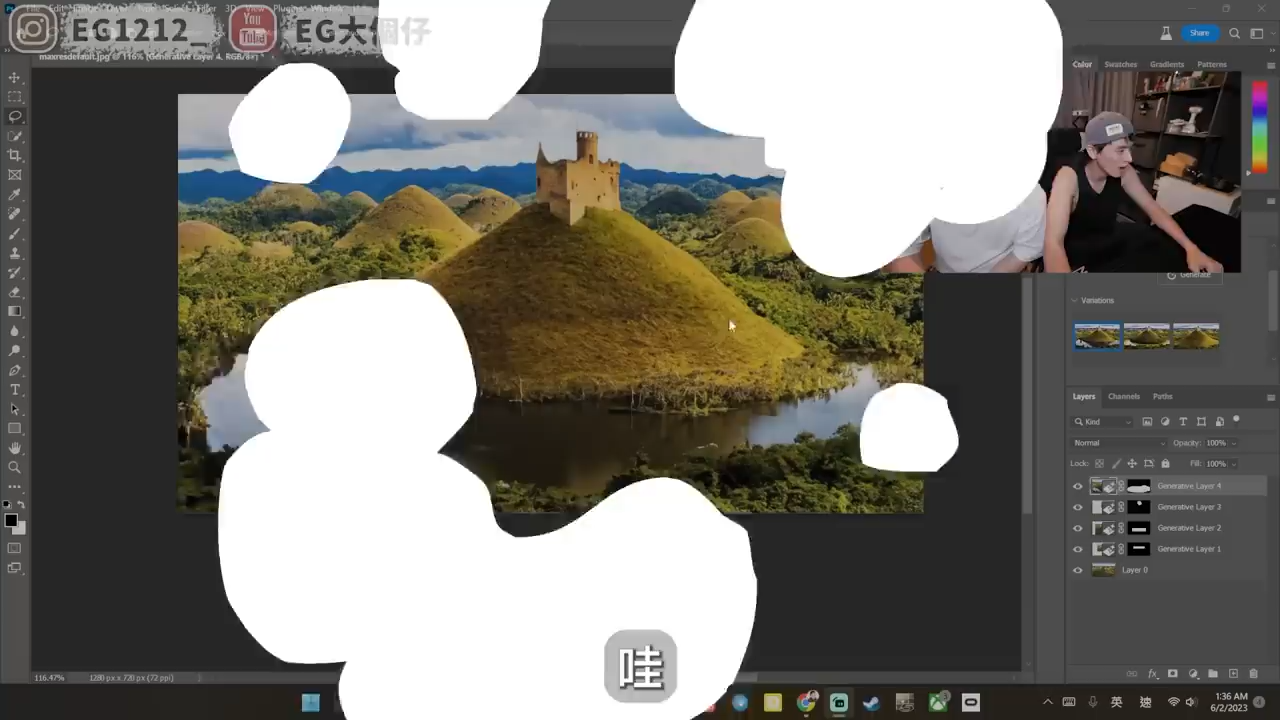 EG1212_
You
Tube
EG大個仔
Share
maxresdefault.jpg @ 116% (Generative Layer 4, RGB/8)
Color
Swatches
Gradients
Patterns
Generate
Variations
Layers
Channels
Paths
Kind
Normal
Opacity: 100%
Lock:
Fill: 100%
Generative Layer 4
Generative Layer 3
Generative Layer 2
Generative Layer 1
Layer 0
哇
116.47%
1280 px x 720 px (72 ppi)
英
速
1:36 AM
6/2/2023